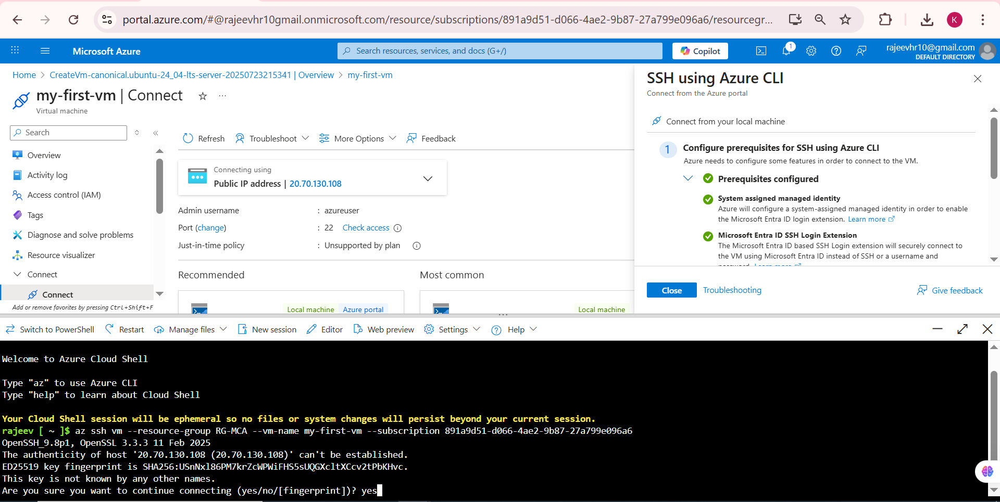 portal.azure.com/#@rajeevhr10gmail.onmicrosoft.com/resource/subscriptions/891a9d51-d066-4ae2-9b87-27a799e096a6/resourcegr...
K
Microsoft Azure
Search resources, services, and docs (G+/)
Copilot
1
rajeevhr10@gmail.com
DEFAULT DIRECTORY
Home > CreateVm-canonical.ubuntu-24_04-lts-server-20250723215341 | Overview > my-first-vm
my-first-vm | Connect
Virtual machine
Search
Overview
Activity log
Access control (IAM)
Tags
Diagnose and solve problems
Resource visualizer
Connect
Connect
Add or remove favorites by pressing Ctrl+Shift+F
Refresh Troubleshoot More Options Feedback
Connecting using
Public IP address | 20.70.130.108
Admin username : azureuser
Port (change) : 22 Check access
Just-in-time policy : Unsupported by plan
Recommended Most common
Local machine Azure portal Local machine
SSH using Azure CLI
Connect from the Azure portal
Connect from your local machine
1 Configure prerequisites for SSH using Azure CLI
Azure needs to configure some features in order to connect to the VM.
Prerequisites configured
System assigned managed identity
Azure will configure a system-assigned managed identity in order to enable
the Microsoft Entra ID login extension. Learn more
Microsoft Entra ID SSH Login Extension
The Microsoft Entra ID based SSH Login extension will securely connect to
the VM using Microsoft Entra ID instead of SSH or a username and
password. Learn more
Close Troubleshooting Give feedback
Switch to PowerShell Restart Manage files New session Editor Web preview Settings Help
Welcome to Azure Cloud Shell
Type "az" to use Azure CLI
Type "help" to learn about Cloud Shell
Your Cloud Shell session will be ephemeral so no files or system changes will persist beyond your current session.
rajeev [ ~ ]$ az ssh vm --resource-group RG-MCA --vm-name my-first-vm --subscription 891a9d51-d066-4ae2-9b87-27a799e096a6
OpenSSH_9.8p1, OpenSSL 3.3.3 11 Feb 2025
The authenticity of host '20.70.130.108 (20.70.130.108)' can't be established.
ED25519 key fingerprint is SHA256:USnNxl86PM7krZcWPWiFHS5sUQGXcltXCcv2tPbKHvc.
This key is not known by any other names.
Are you sure you want to continue connecting (yes/no/[fingerprint])? yes